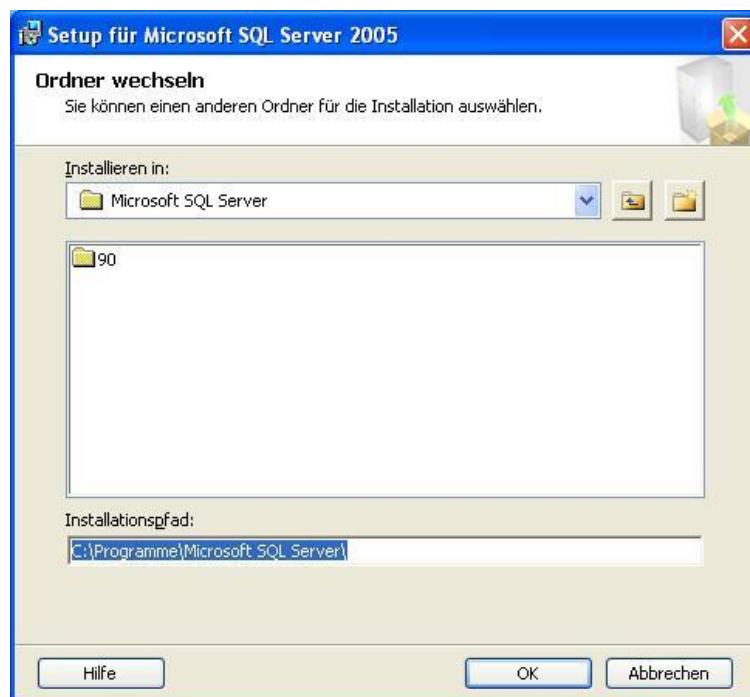 Setup für Microsoft SQL Server 2005
Ordner wechseln
Sie können einen anderen Ordner für die Installation auswählen.
Installieren in:
Microsoft SQL Server
90
Installationspfad:
C:\Programme\Microsoft SQL Server\
Hilfe
OK
Abbrechen